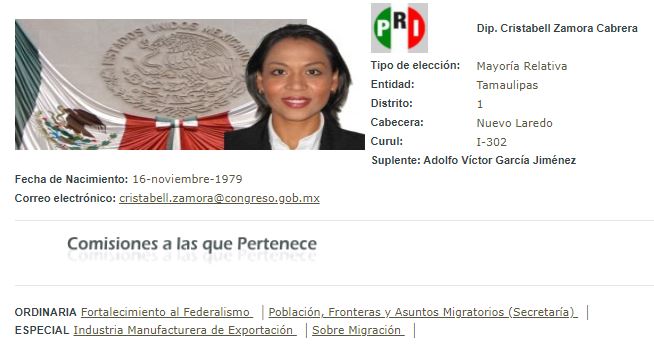 ESTADOS UNIDOS MEXICANOS
PRI
Dip. Cristabell Zamora Cabrera
Tipo de elección: Mayoría Relativa
Entidad: Tamaulipas
Distrito: 1
Cabecera: Nuevo Laredo
Curul: I-302
Suplente: Adolfo Víctor García Jiménez
Fecha de Nacimiento: 16-noviembre-1979
Correo electrónico: cristabell.zamora@congreso.gob.mx
Comisiones a las que Pertenece
ORDINARIA Fortalecimiento al Federalismo | Población, Fronteras y Asuntos Migratorios (Secretaría) |
ESPECIAL Industria Manufacturera de Exportación | Sobre Migración |